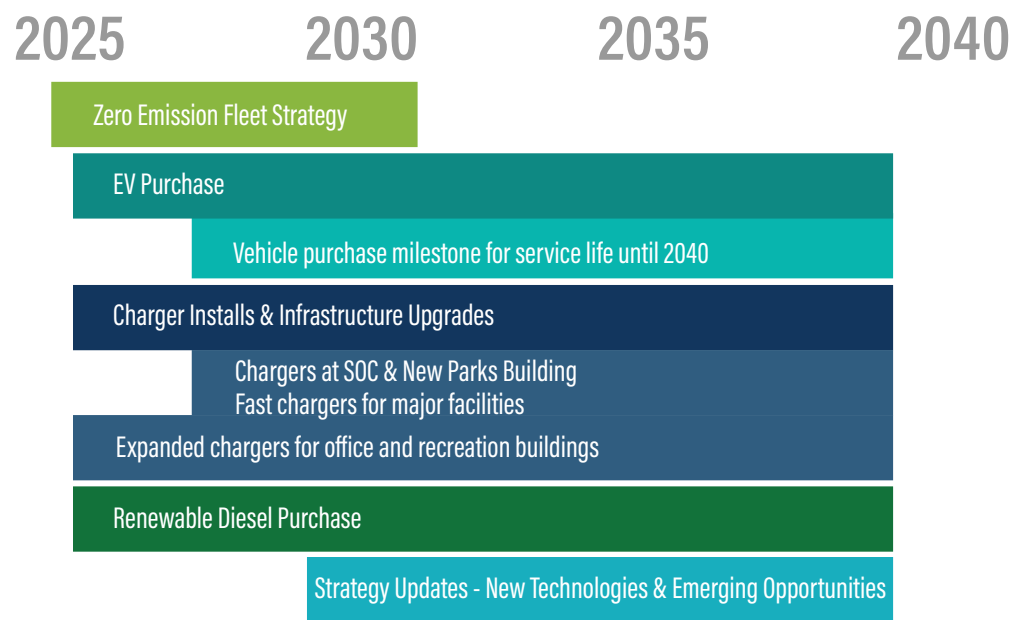 2025 2030 2035 2040
Zero Emission Fleet Strategy
EV Purchase
Vehicle purchase milestone for service life until 2040
Charger Installs & Infrastructure Upgrades
Chargers at SOC & New Parks Building
Fast chargers for major facilities
Expanded chargers for office and recreation buildings
Renewable Diesel Purchase
Strategy Updates - New Technologies & Emerging Opportunities